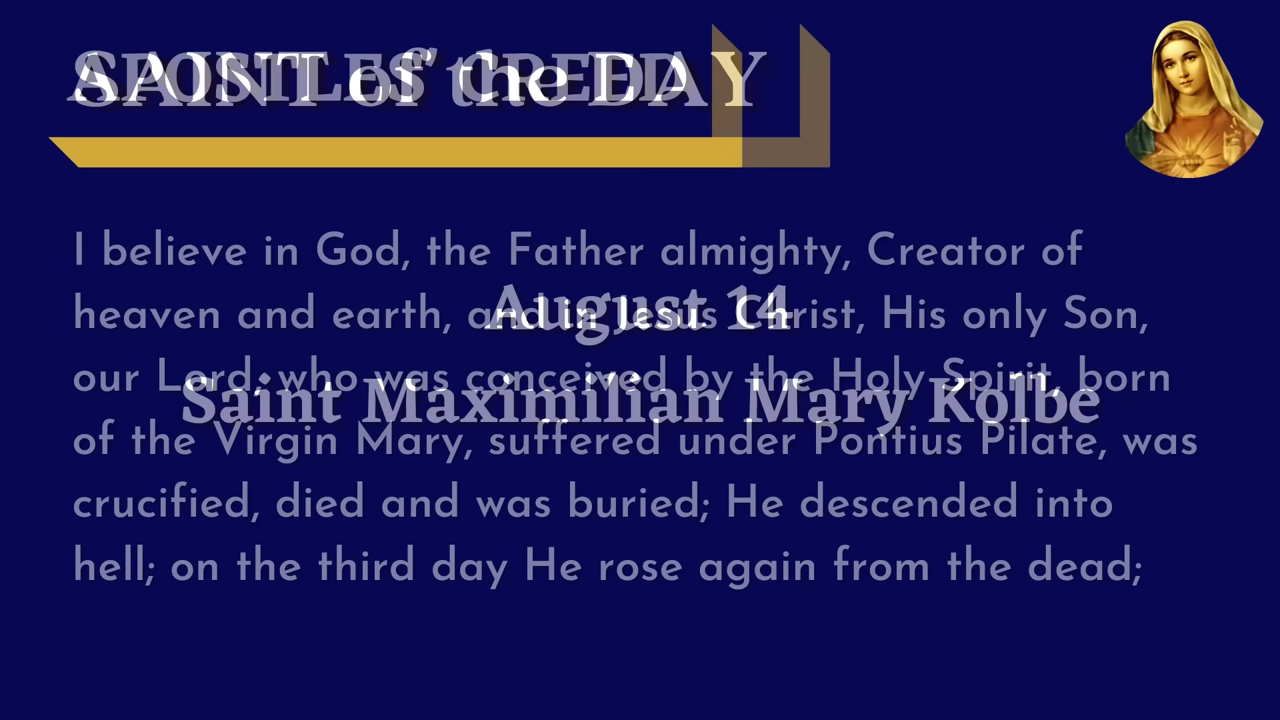 SAINT of the DAY
APOSTLES' CREED
August 14
Saint Maximilian Mary Kolbe
I believe in God, the Father almighty, Creator of
heaven and earth, and in Jesus Christ, His only Son,
our Lord; who was conceived by the Holy Spirit, born
of the Virgin Mary, suffered under Pontius Pilate, was
crucified, died and was buried; He descended into
hell; on the third day He rose again from the dead;